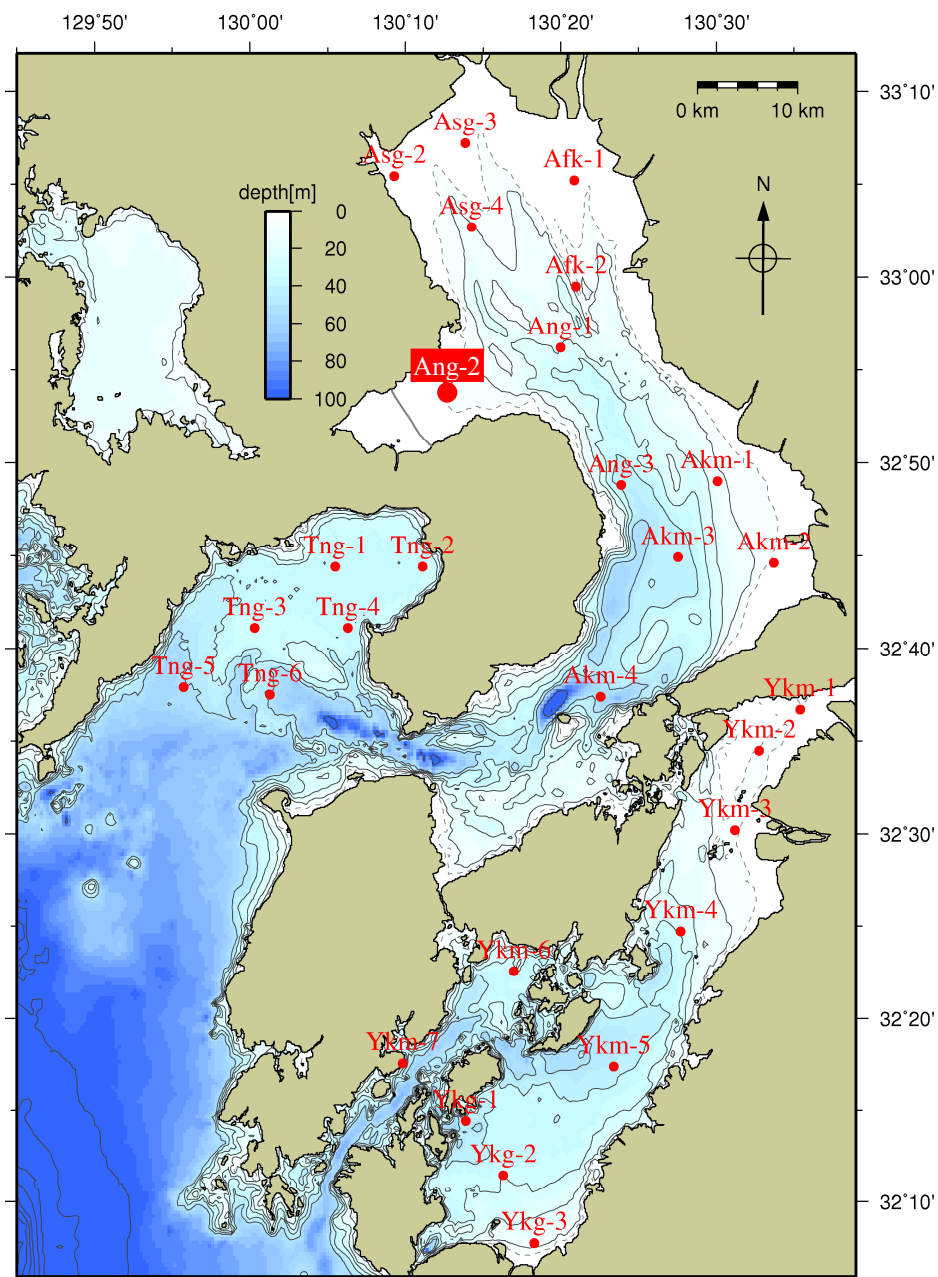 129˚50' 130˚00' 130˚10' 130˚20' 130˚30'
33˚10'
0 km 10 km
Asg-3
Asg-2
Afk-1
depth[m]
N
0
20
40
60
80
100
Asg-4
Afk-2
33˚00'
Ang-1
Ang-2
Ang-3
Akm-1
32˚50'
Tng-1
Tng-2
Akm-3
Akm-2
Tng-3
Tng-4
32˚40'
Tng-5
Tng-6
Akm-4
Ykm-1
Ykm-2
Ykm-3
32˚30'
Ykm-4
Ykm-6
32˚20'
Ykm-7
Ykm-5
Ykg-1
Ykg-2
32˚10'
Ykg-3